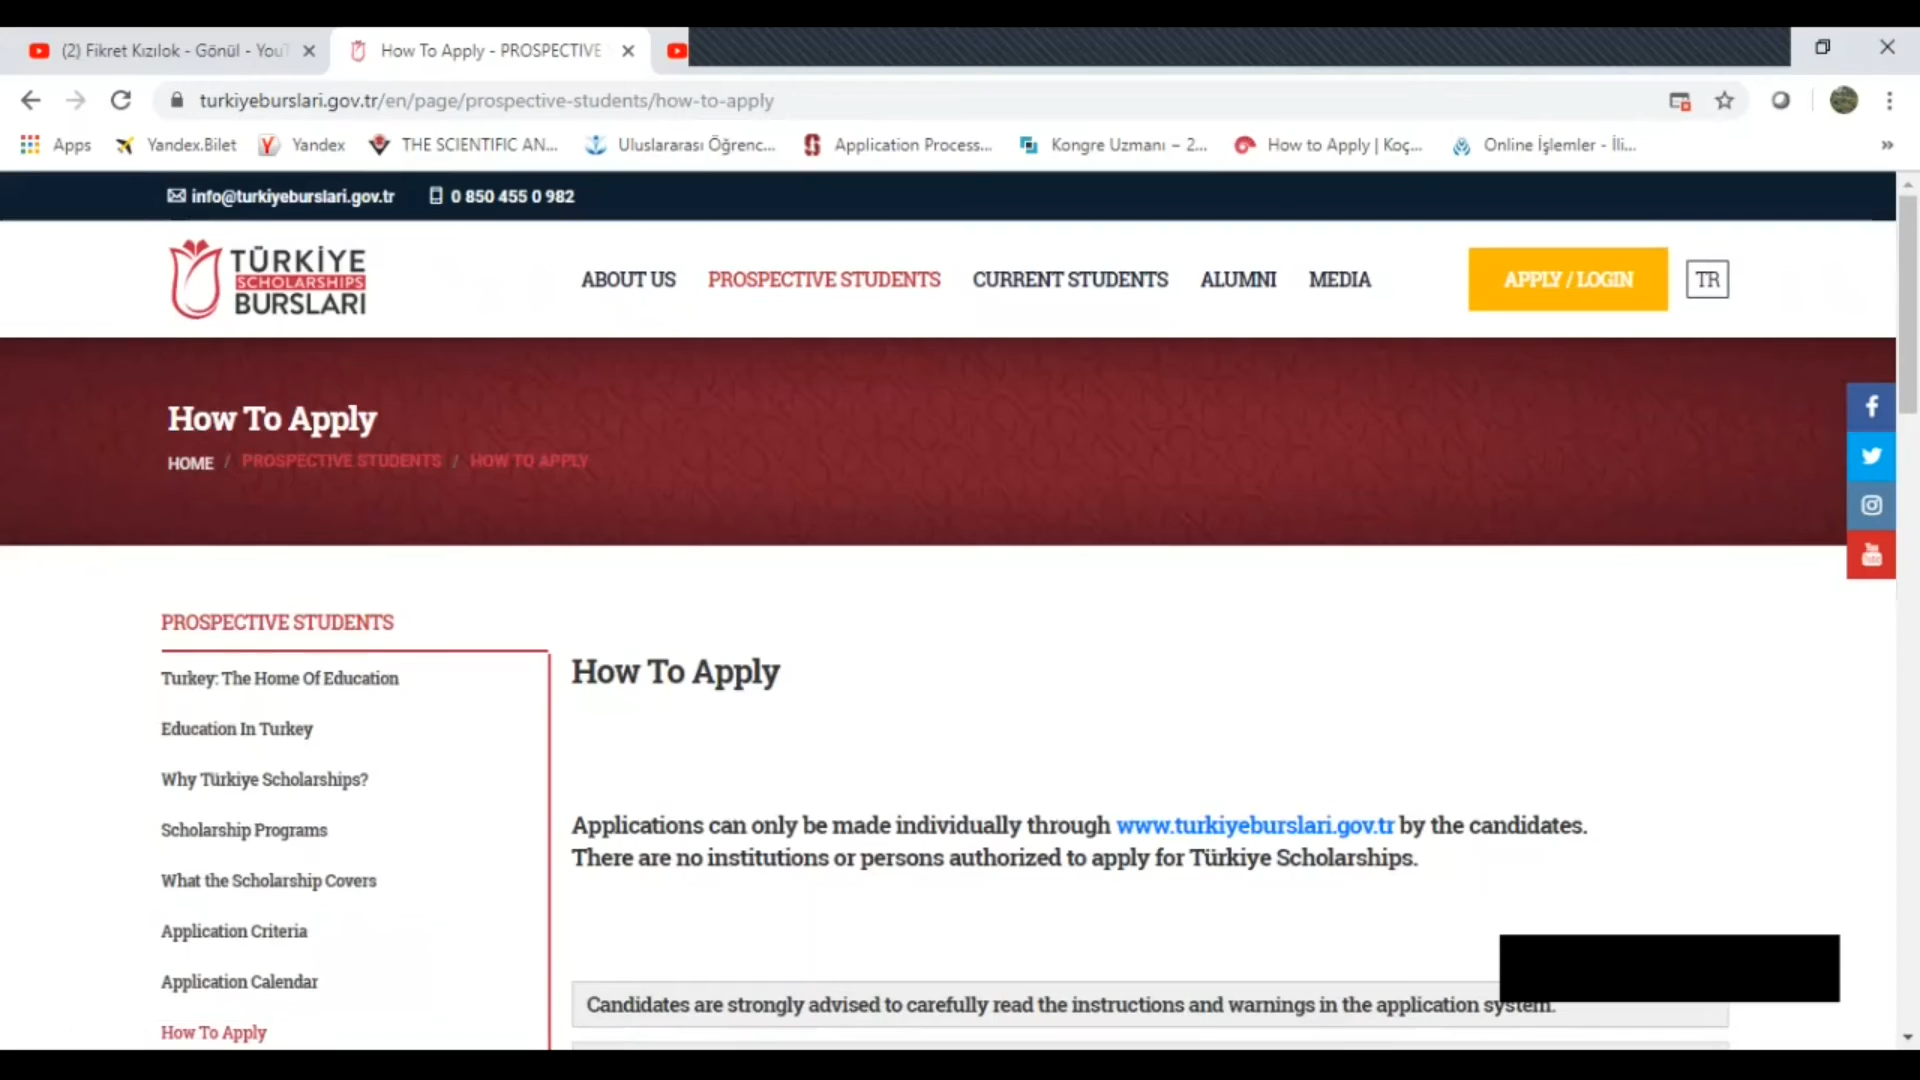 (2) Fikret Kızılok - Gönül - YouT
How To Apply - PROSPECTIVE
turkiyeburslari.gov.tr/en/page/prospective-students/how-to-apply
Apps
Yandex.Bilet
Yandex
THE SCIENTIFIC AN...
Uluslararası Öğrenc...
Application Process...
Kongre Uzmanı – 2...
How to Apply | Koç...
Online İşlemler - İli...
»
info@turkiyeburslari.gov.tr
0 850 455 0 982
TÜRKİYE
SCHOLARSHIPS
BURSLARI
ABOUT US
PROSPECTIVE STUDENTS
CURRENT STUDENTS
ALUMNI
MEDIA
APPLY / LOGIN
TR
How To Apply
HOME / PROSPECTIVE STUDENTS / HOW TO APPLY
PROSPECTIVE STUDENTS
Turkey: The Home Of Education
Education In Turkey
Why Türkiye Scholarships?
Scholarship Programs
What the Scholarship Covers
Application Criteria
Application Calendar
How To Apply
How To Apply
Applications can only be made individually through www.turkiyeburslari.gov.tr by the candidates.
There are no institutions or persons authorized to apply for Türkiye Scholarships.
Candidates are strongly advised to carefully read the instructions and warnings in the application system.